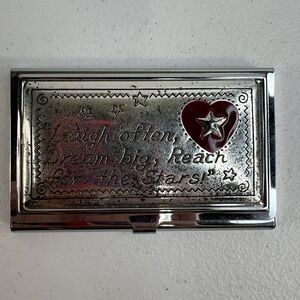 "Laugh often,
Dream big, Reach
for the Stars!"